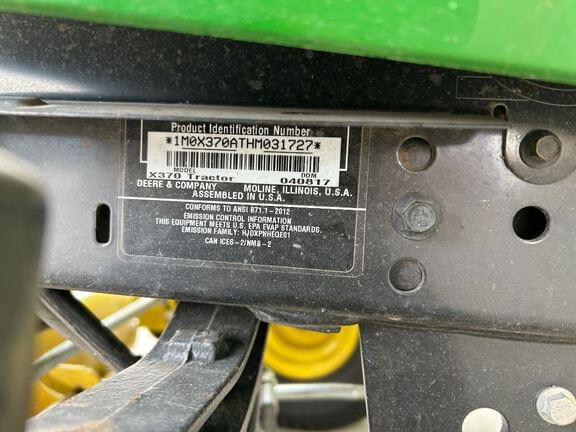 Product Identification Number
*1M0X370ATHM031727*
MODEL DOM
X370 Tractor 040817
DEERE & COMPANY MOLINE, ILLINOIS, U.S.A.
ASSEMBLED IN U.S.A.
CONFORMS TO ANSI B71.1-2012
EMISSION CONTROL INFORMATION
THIS EQUIPMENT MEETS U.S. EPA EVAP STANDARDS.
EMISSION FAMILY: HJDXPNHEQE01
CAN ICES-2/NMB-2